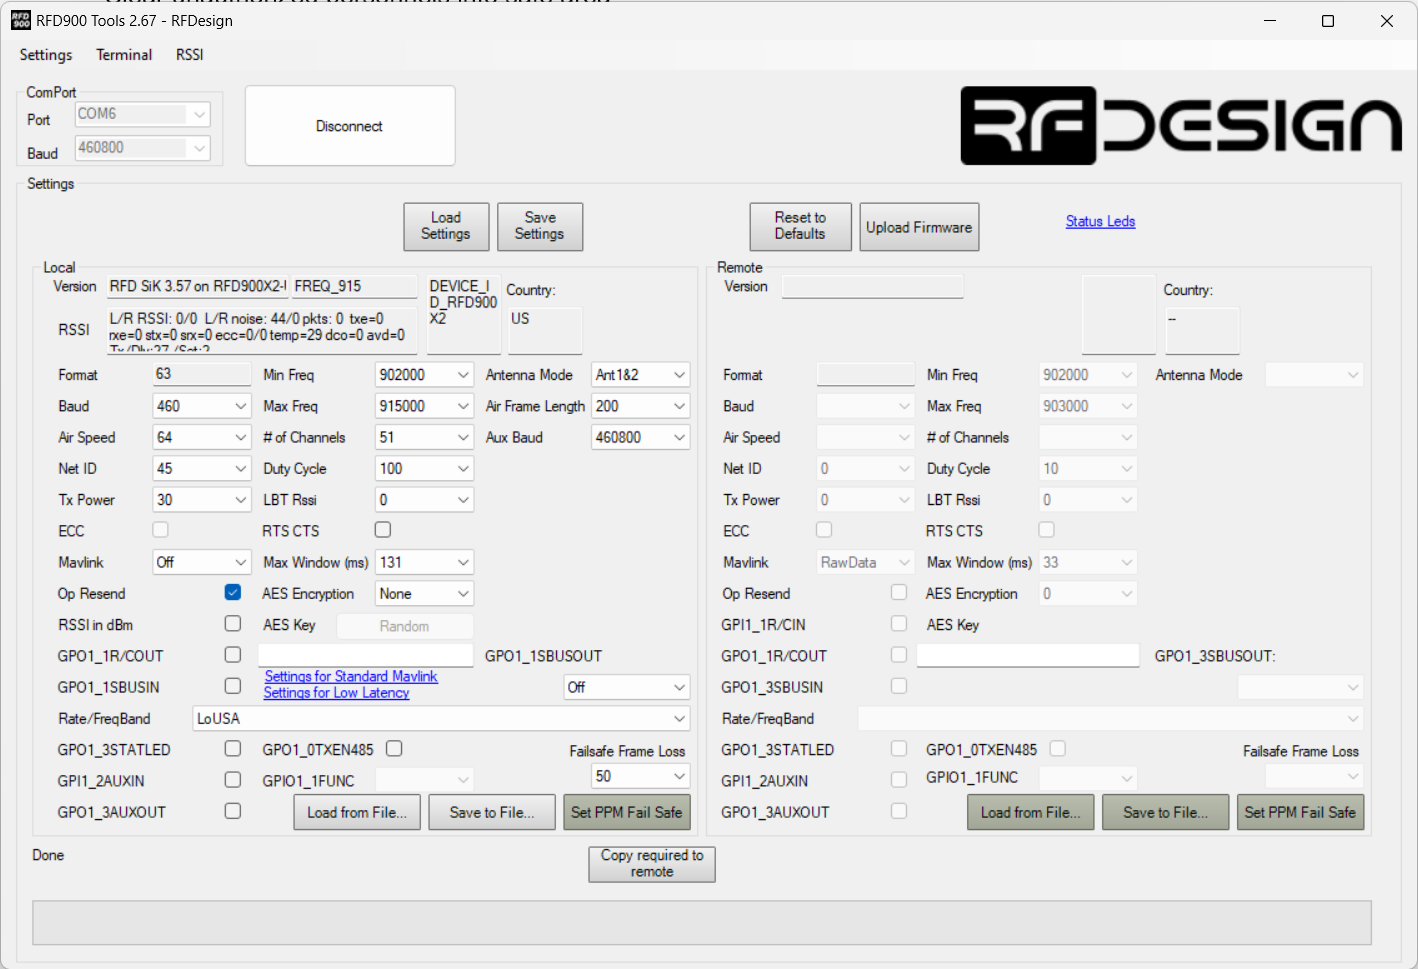 RFD900 Tools 2.67 - RFDesign
Settings Terminal RSSI
ComPort
Port COM6
Baud 460800
Disconnect
RFDESIGN
Settings
Load Settings
Save Settings
Reset to Defaults
Upload Firmware
Status Leds
Local
Version RFD SiK 3.57 on RFD900X2-U FREQ_915
DEVICE_I
D_RFD900
X2
Country:
US
RSSI
L/R RSSI: 0/0 L/R noise: 44/0 pkts: 0 txe=0
rxe=0 stx=0 srx=0 ecc=0/0 temp=29 dco=0 avd=0
Tx/Dly:27 /Set:2
Format 63 Min Freq 902000 Antenna Mode Ant1&2
Baud 460 Max Freq 915000 Air Frame Length 200
Air Speed 64 # of Channels 51 Aux Baud 460800
Net ID 45 Duty Cycle 100
Tx Power 30 LBT Rssi 0
ECC RTS CTS
Mavlink Off Max Window (ms) 131
Op Resend AES Encryption None
RSSI in dBm AES Key Random
GPO1_1R/COUT GPO1_1SBUSOUT
Settings for Standard Mavlink
GPO1_1SBUSIN Off
Settings for Low Latency
Rate/FreqBand LoUSA
GPO1_3STATLED GPO1_0TXEN485 Failsafe Frame Loss
GPI1_2AUXIN GPIO1_1FUNC 50
GPO1_3AUXOUT Load from File... Save to File... Set PPM Fail Safe
Remote
Version
Country:
--
Format Min Freq 902000 Antenna Mode
Baud Max Freq 903000
Air Speed # of Channels
Net ID 0 Duty Cycle 10
Tx Power 0 LBT Rssi 0
ECC RTS CTS
Mavlink RawData Max Window (ms) 33
Op Resend AES Encryption 0
GPI1_1R/CIN AES Key
GPO1_1R/COUT GPO1_3SBUSOUT:
GPO1_3SBUSIN
Rate/FreqBand
GPO1_3STATLED GPO1_0TXEN485 Failsafe Frame Loss
GPI1_2AUXIN GPIO1_1FUNC
GPO1_3AUXOUT Load from File... Save to File... Set PPM Fail Safe
Done
Copy required to
remote